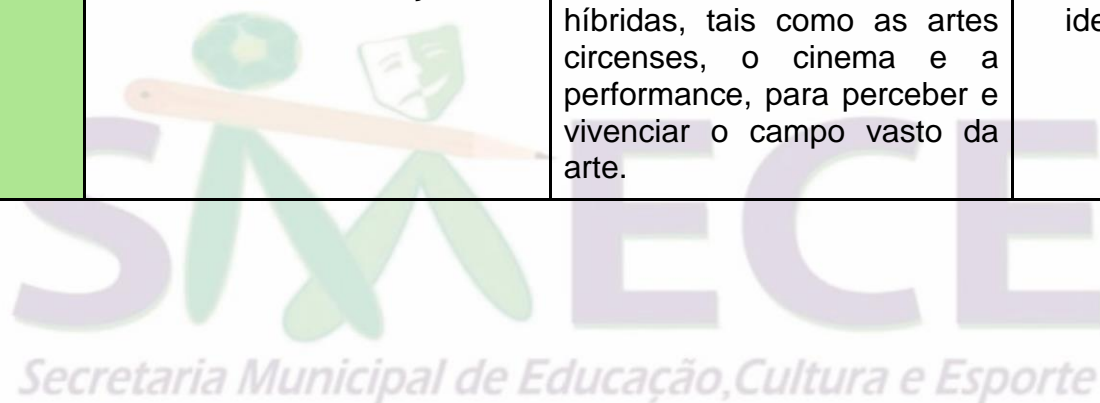 híbridas, tais como as artes
circenses, o cinema e a
performance, para perceber e
vivenciar o campo vasto da
arte.
SMECE
Secretaria Municipal de Educação,Cultura e Esporte